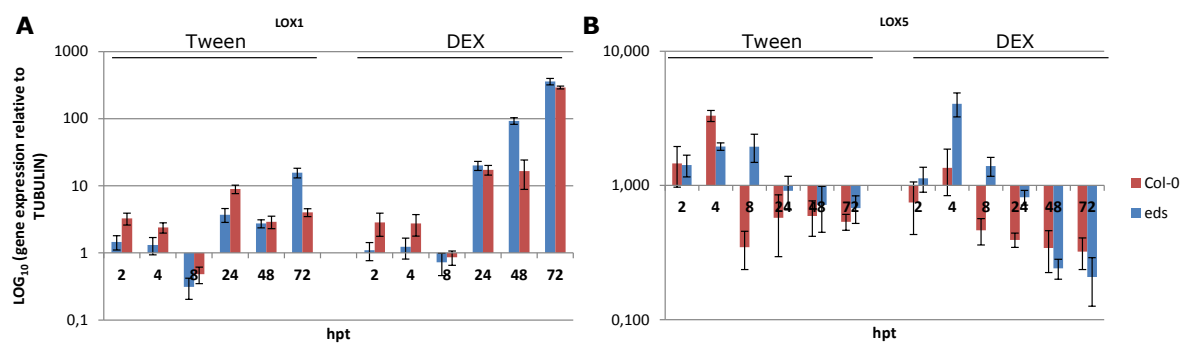 A
LOX1
Tween
DEX
1000
100
10
1
0,1
2
4
8
24
48
72
2
4
8
24
48
72
LOG10 (gene expression relative to
TUBULIN)
hpt
B
LOX5
Tween
DEX
10,000
1,000
0,100
2
4
8
24
48
72
2
4
8
24
48
72
hpt
Col-0
eds